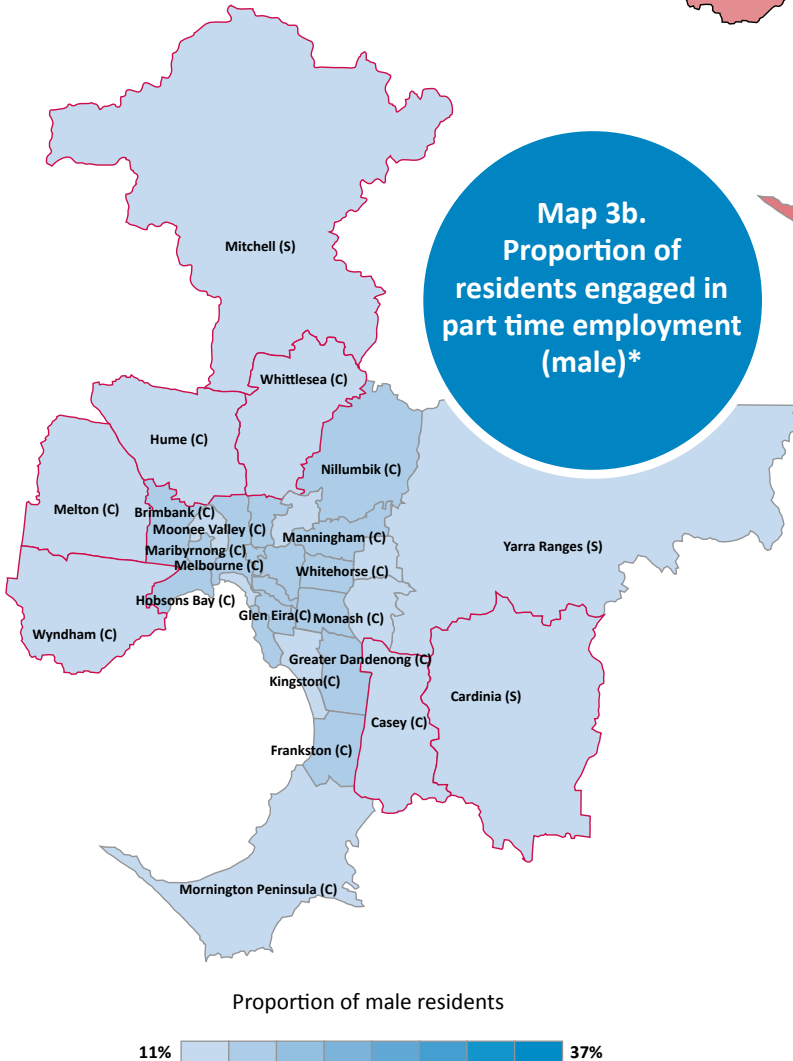 Map 3b.
Proportion of
residents engaged in
part time employment
(male)*
Mitchell (S)
Whittlesea (C)
Hume (C)
Nillumbik (C)
Melton (C)
Brimbank (C)
Moonee Valley (C)
Manningham (C)
Maribyrnong (C)
Yarra Ranges (S)
Melbourne (C)
Whitehorse (C)
Hobsons Bay (C)
Glen Eira(C)
Monash (C)
Wyndham (C)
Greater Dandenong (C)
Kingston(C)
Cardinia (S)
Casey (C)
Frankston (C)
Mornington Peninsula (C)
Proportion of male residents
11%
37%